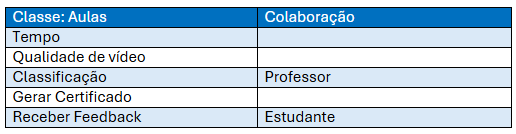 Classe: Aulas Colaboração
Tempo
Qualidade de vídeo
Classificação Professor
Gerar Certificado
Receber Feedback Estudante